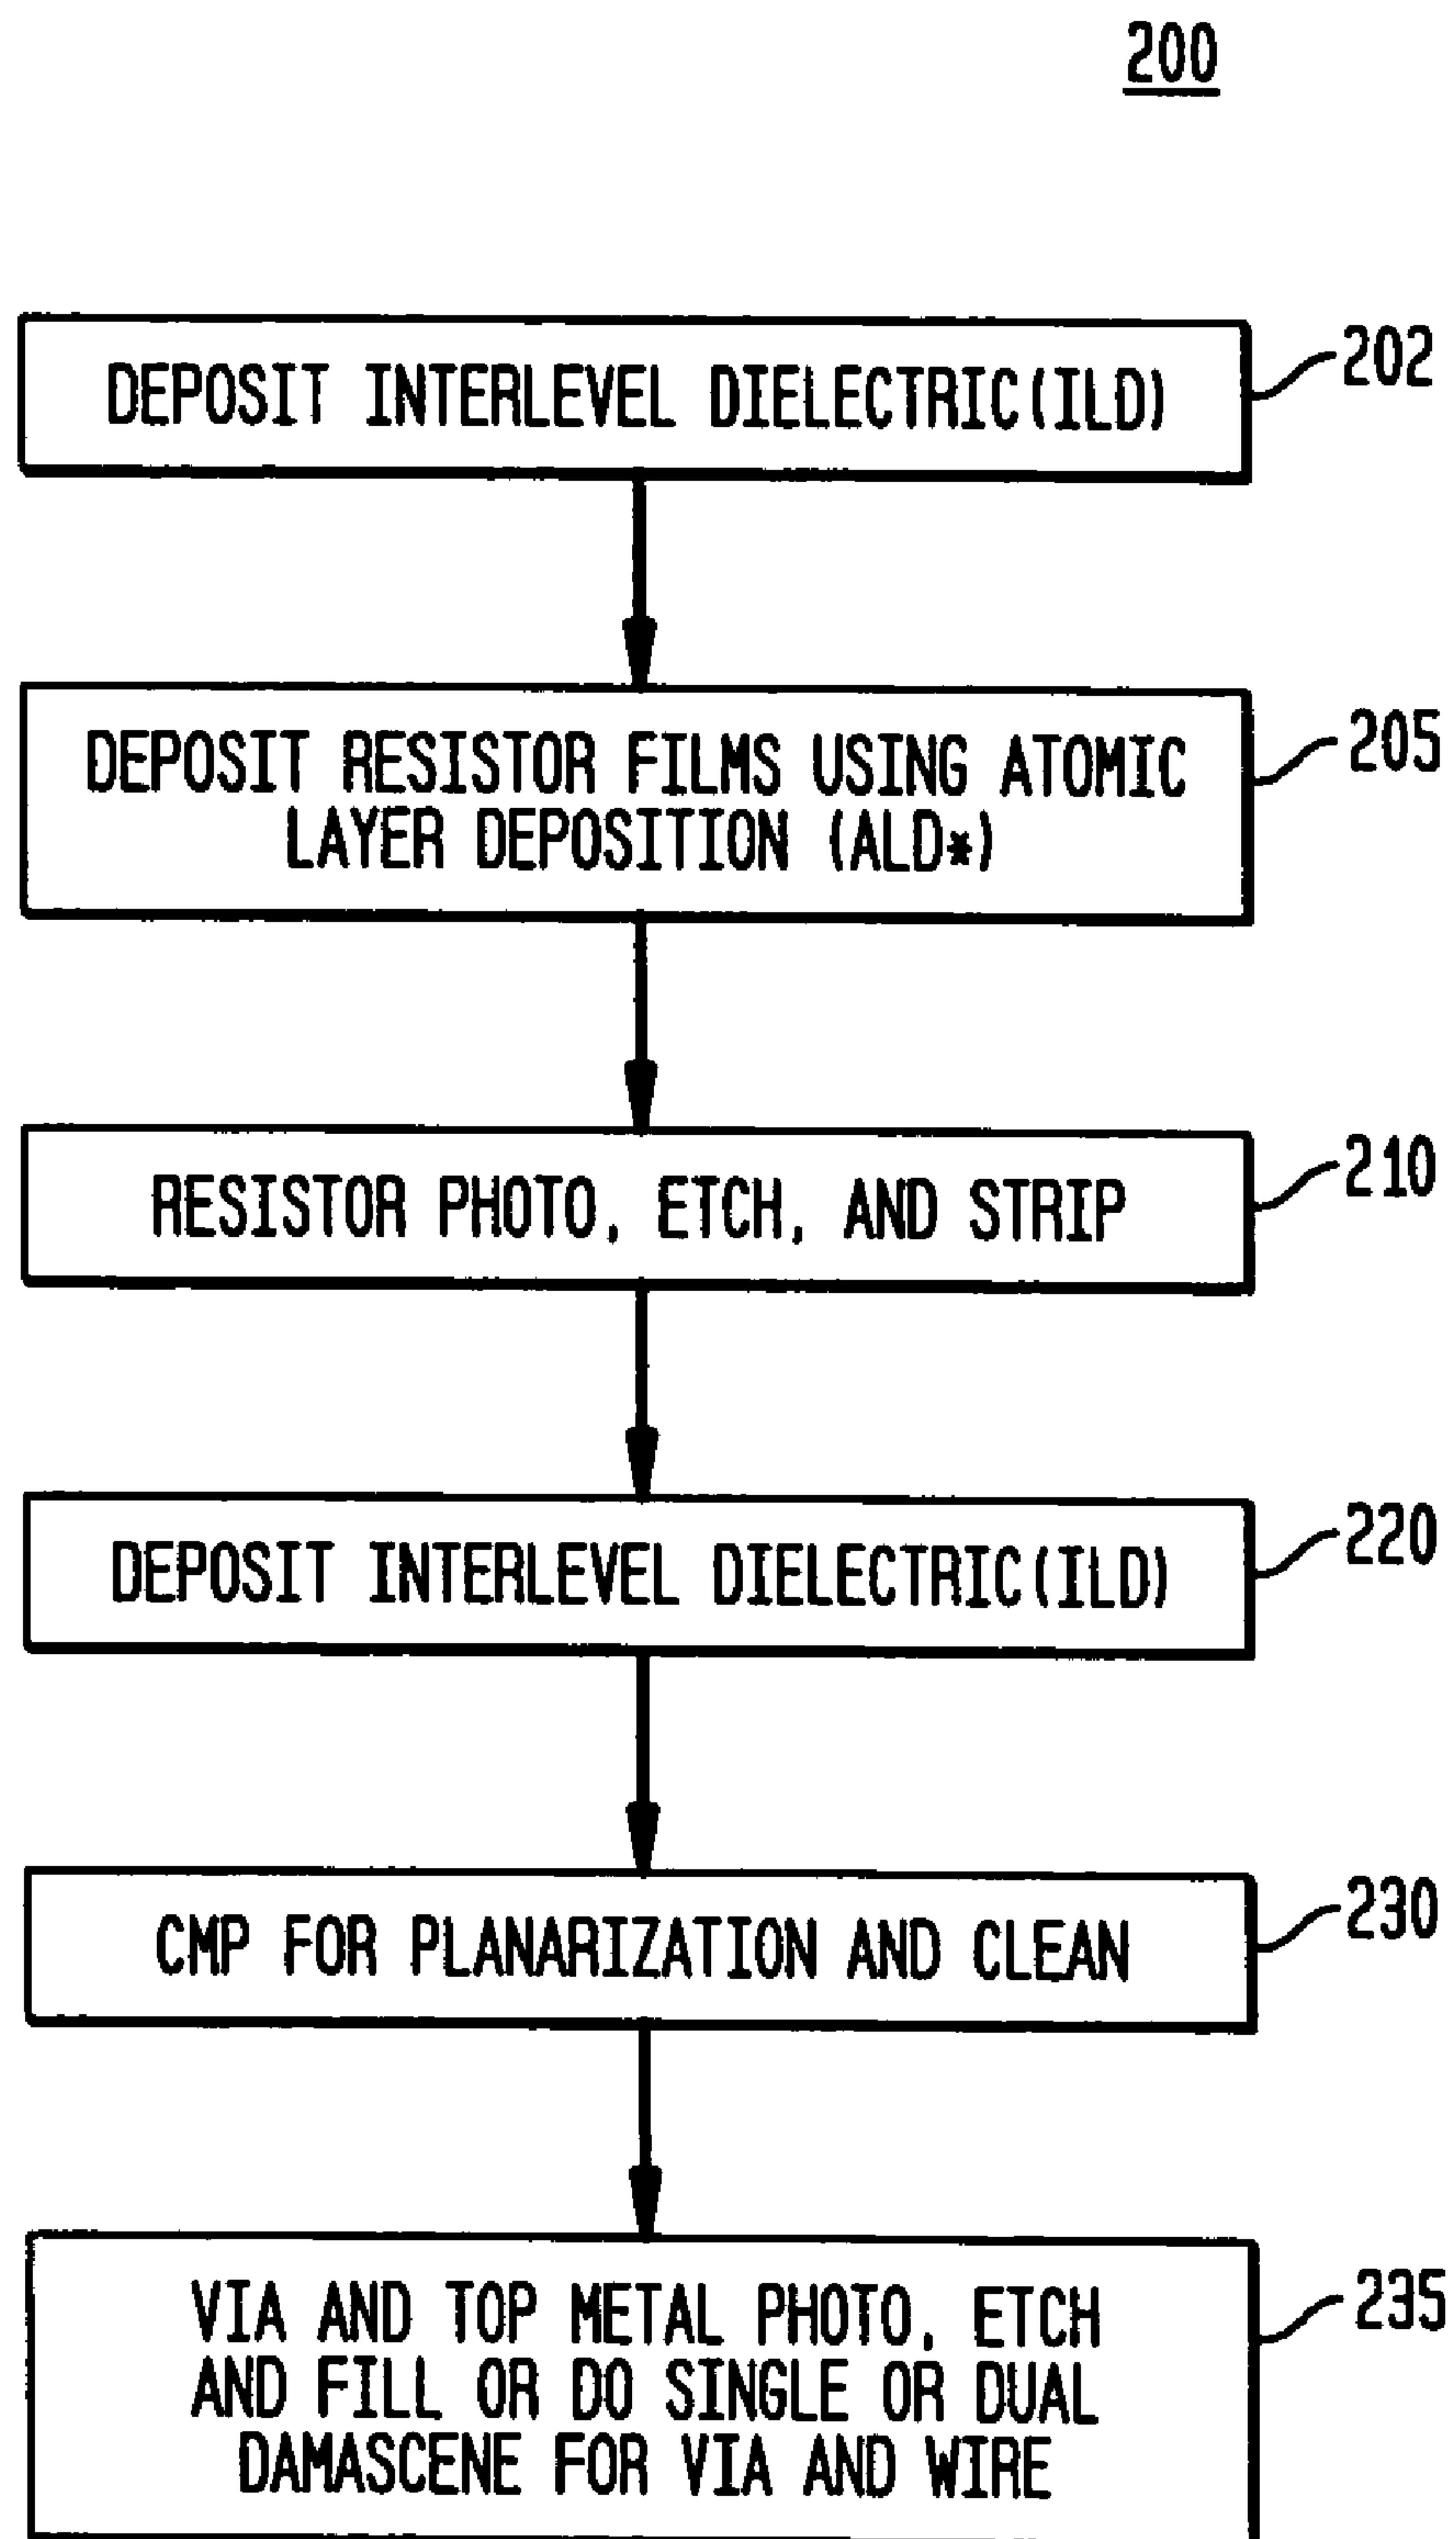 200
DEPOSIT INTERLEVEL DIELECTRIC(ILD)
202
DEPOSIT RESISTOR FILMS USING ATOMIC
LAYER DEPOSITION (ALD*)
205
RESISTOR PHOTO, ETCH, AND STRIP
210
DEPOSIT INTERLEVEL DIELECTRIC(ILD)
220
CMP FOR PLANARIZATION AND CLEAN
230
VIA AND TOP METAL PHOTO, ETCH
AND FILL OR DO SINGLE OR DUAL
DAMASCENE FOR VIA AND WIRE
235